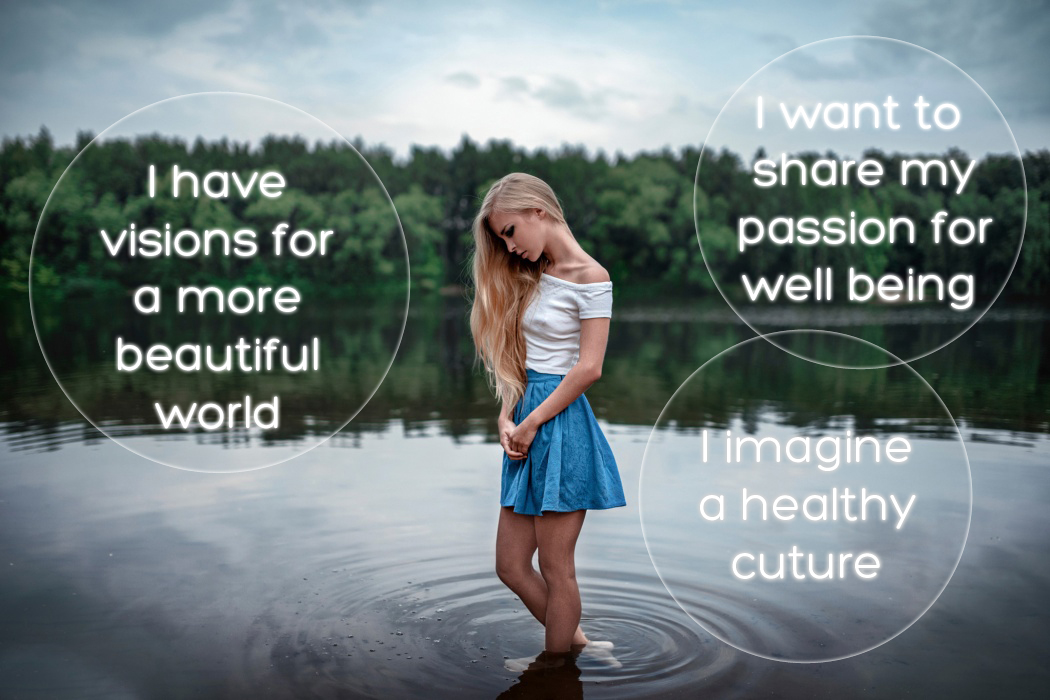 I have
visions for
a more
beautiful
world
I want to
share my
passion for
well being
I imagine
a healthy
cuture